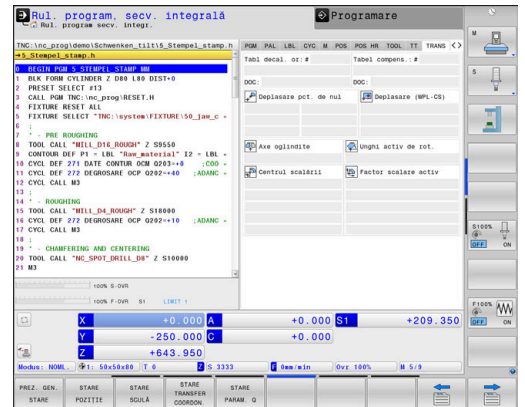 Rul. program, secv. integrală
Rul. program secv. integr.
Programare
TNC:\nc_prog\demo\Schwenken_tilt\5_Stempel_stamp.h
→5_Stempel_stamp.h
0 BEGIN PGM 5_STEMPEL_STAMP MM
1 BLK FORM CYLINDER Z D80 L80 DIST+0
2 PRESET SELECT #13
3 CALL PGM TNC:\nc_prog\RESET.H
4 FIXTURE RESET ALL
5 FIXTURE SELECT "TNC:\system\FIXTURE\50_jaw_c
6 ;
7 * - PRE ROUGHING
8 TOOL CALL "MILL_D16_ROUGH" Z S9550
9 CONTOUR DEF P1 = LBL "Raw_material" I2 = LBL
10 CYCL DEF 271 DATE CONTUR OCM Q203=+0 ;COO
11 CYCL DEF 272 DEGROSARE OCP Q202=+40 ;ADANC
12 CYCL CALL M3
13 ;
14 * - ROUGHING
15 TOOL CALL "MILL_D4_ROUGH" Z S18000
16 CYCL DEF 272 DEGROSARE OCP Q202=+10 ;ADANC
17 CYCL CALL M3
18 ;
19 * - CHAMFERING AND CENTERING
20 TOOL CALL "NC_SPOT_DRILL_D8" Z S10000
21 M3
100% S-OVR
100% F-OVR S1 LIMIT 1
PGM PAL LBL CYC M POS POS HR TOOL TT TRANS
Tabl decal. or:# Tabel compens.:#
DOC: DOC:
Deplasare pct. de nul Deplasare (WPL-CS)
Axe oglindite Unghi activ de rot.
Centrul scalării Factor scalare activ
X +0.000 A +0.000 S1 +209.350
Y -250.000 C +0.000
Z +643.950
Modus: NOML. 1: 50x50x80 T 0 Z S 3333 F 0mm/min Ovr 100% M 5/9
PREZ. GEN. STARE
STARE POZIŢIE
STARE SCULĂ
STARE TRANSFER COORDON.
STARE PARAM. Q
M
S
S100%
OFF ON
F100%
OFF ON